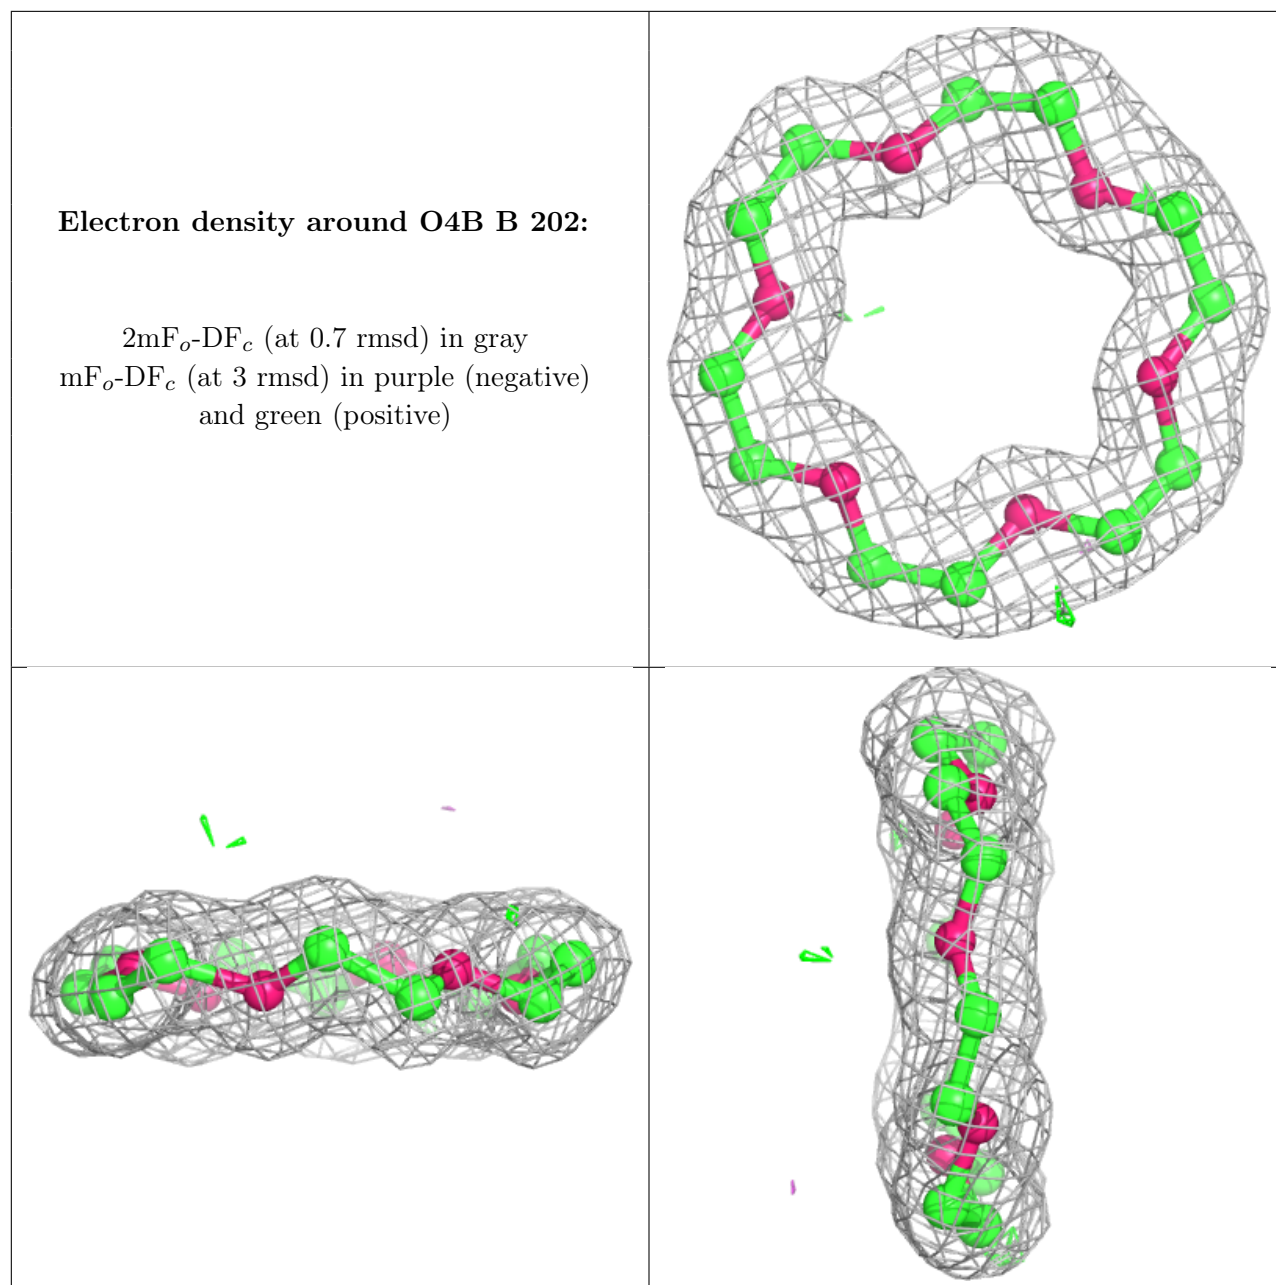 Electron density around O4B B 202:
2mFₒ-DF𝒸 (at 0.7 rmsd) in gray
mFₒ-DF𝒸 (at 3 rmsd) in purple (negative)
and green (positive)